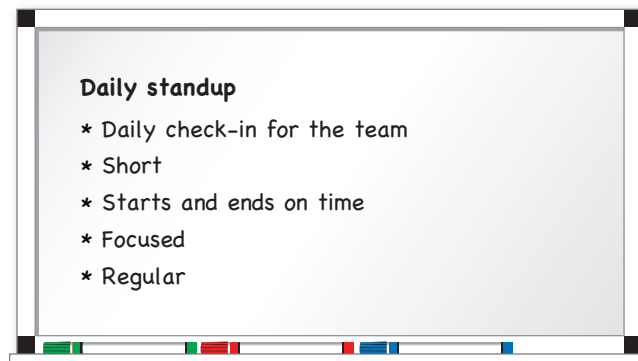 Daily standup
* Daily check-in for the team
* Short
* Starts and ends on time
* Focused
* Regular